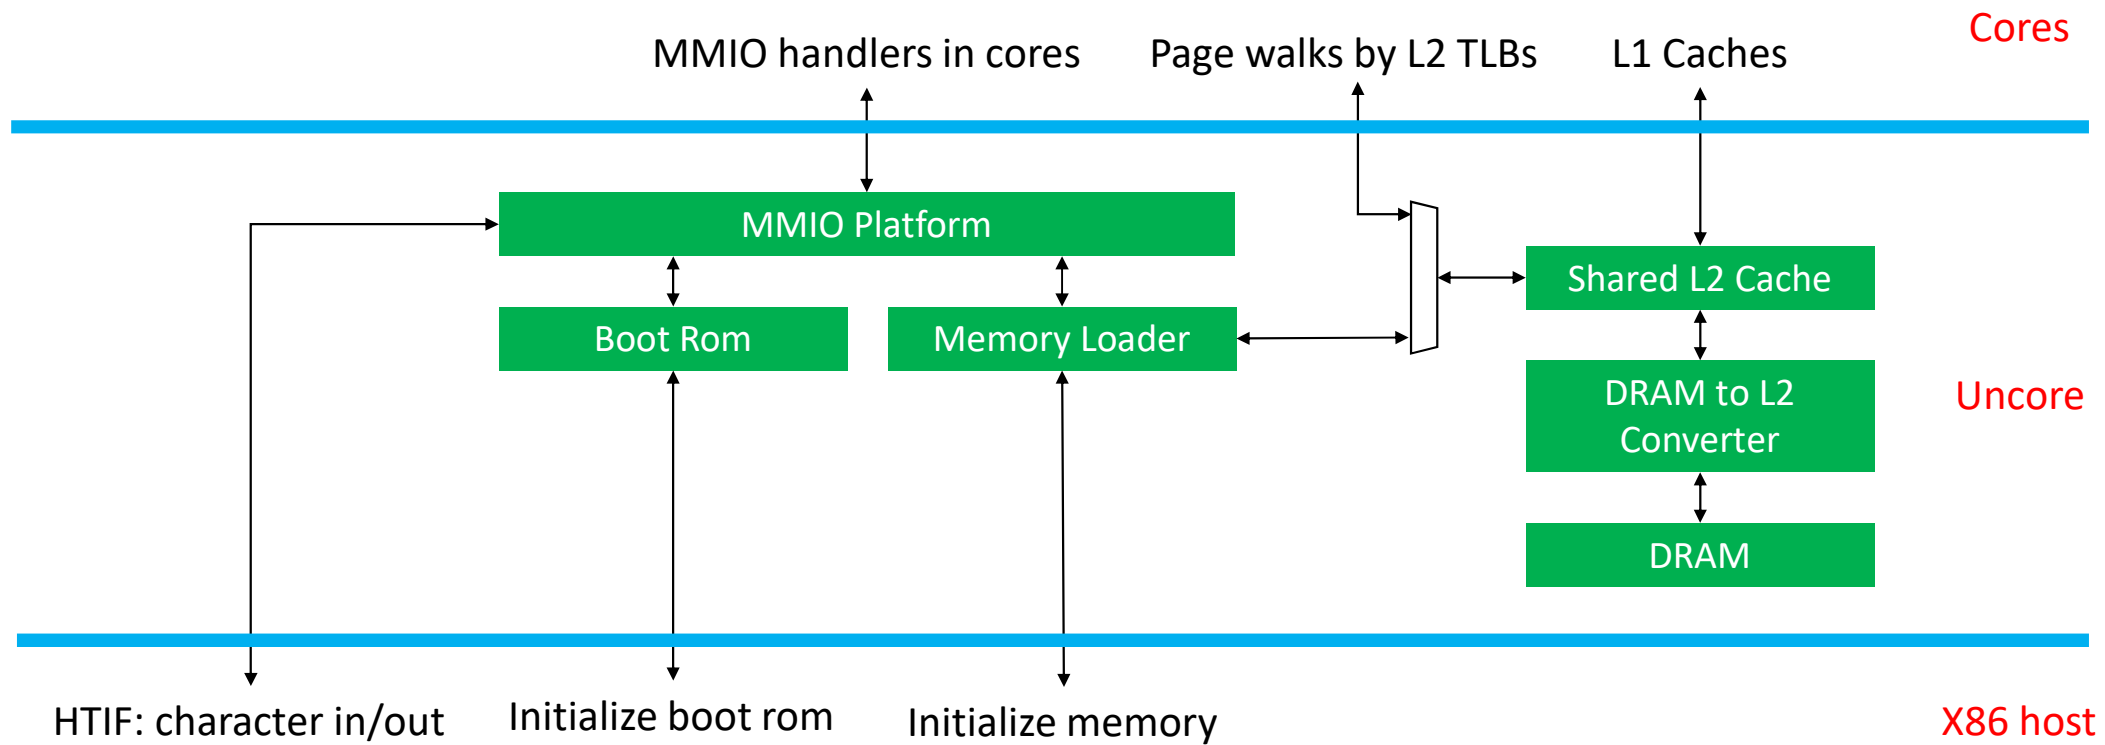 Cores
MMIO handlers in cores
Page walks by L2 TLBs
L1 Caches
MMIO Platform
Shared L2 Cache
Boot Rom
Memory Loader
DRAM to L2
Converter
Uncore
DRAM
HTIF: character in/out
Initialize boot rom
Initialize memory
X86 host